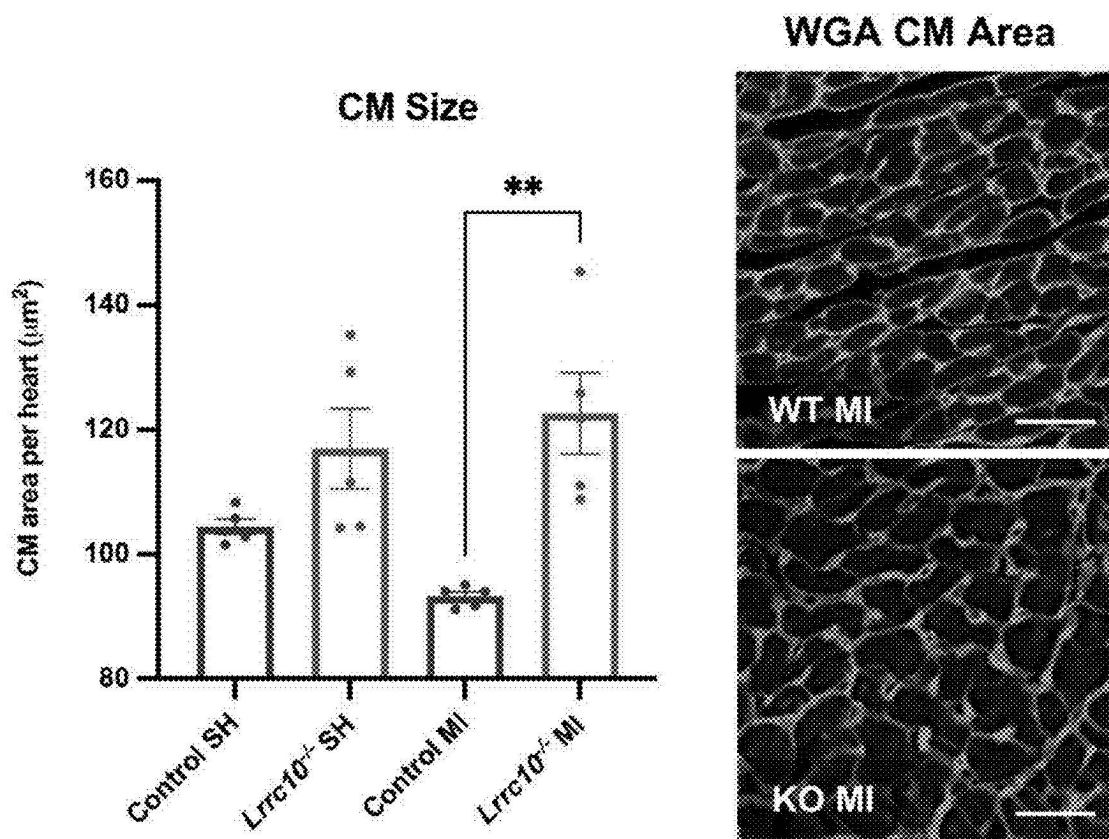 CM Size
CM area per heart (μm²)
160
140
120
100
80
**
Control SH
Lrrc10⁻/⁻ SH
Control MI
Lrrc10⁻/⁻ MI
WGA CM Area
WT MI
KO MI